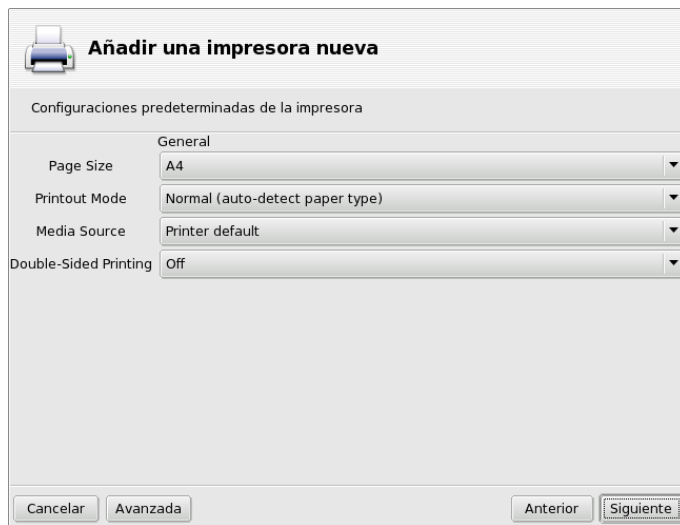 Añadir una impresora nueva
Configuraciones predeterminadas de la impresora
General
Page Size A4
Printout Mode Normal (auto-detect paper type)
Media Source Printer default
Double-Sided Printing Off
Cancelar Avanzada Anterior Siguiente